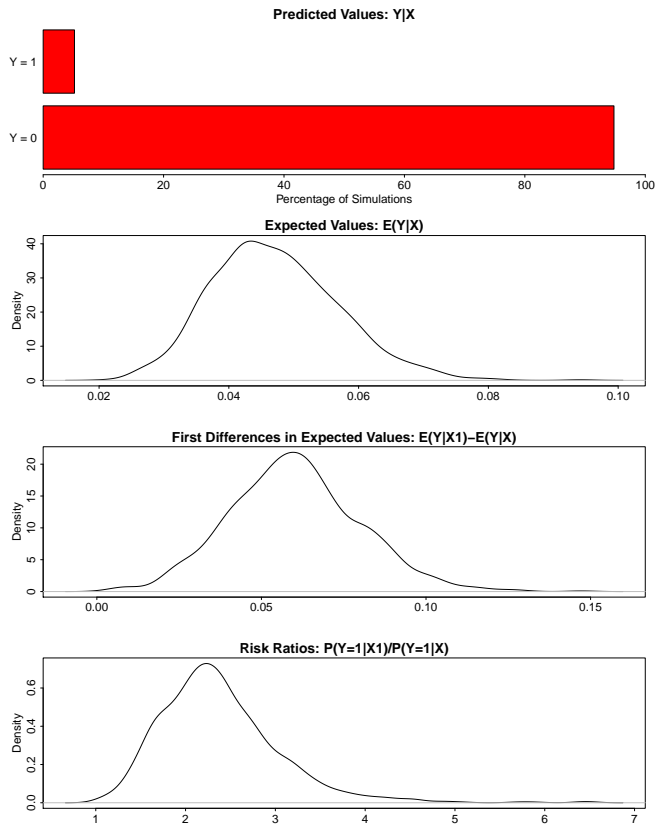 Predicted Values: Y|X
Y = 1
Y = 0
0 20 40 60 80 100
Percentage of Simulations
Expected Values: E(Y|X)
Density
0 10 20 30 40
0.02 0.04 0.06 0.08 0.10
First Differences in Expected Values: E(Y|X1)−E(Y|X)
Density
0 5 10 15 20
0.00 0.05 0.10 0.15
Risk Ratios: P(Y=1|X1)/P(Y=1|X)
Density
0.0 0.2 0.4 0.6
1 2 3 4 5 6 7